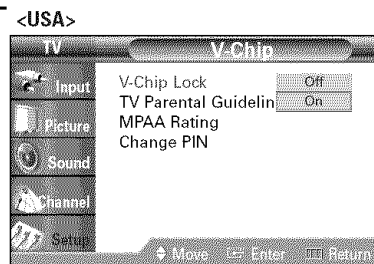 <USA>
TV V-Chip
Input
Picture
Sound
Channel
Setup
V-Chip Lock Off
TV Parental Guidelin On
MPAA Rating
Change PIN
Move Enter Return